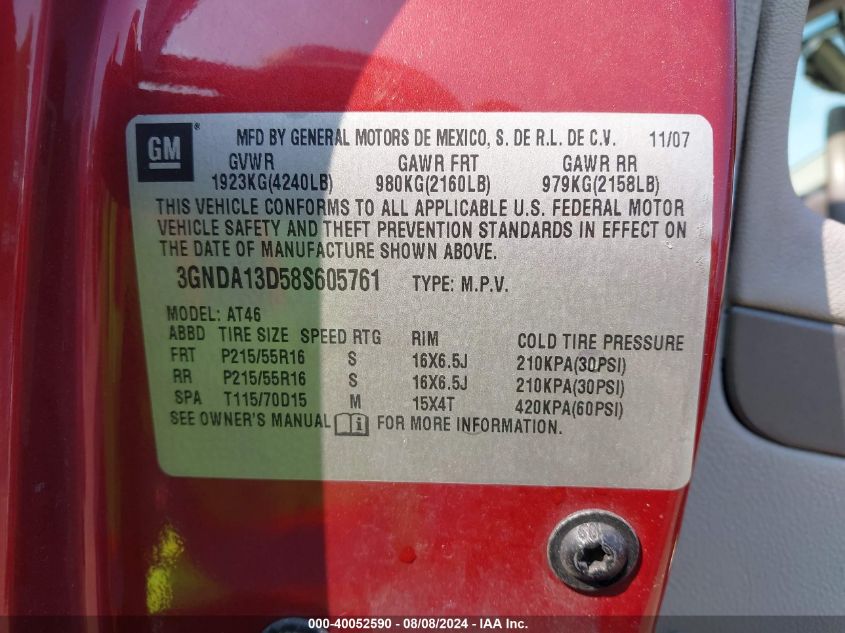 GM ® MFD BY GENERAL MOTORS DE MEXICO, S. DE R.L. DE C.V. 11/07
GVWR GAWR FRT GAWR RR
1923KG(4240LB) 980KG(2160LB) 979KG(2158LB)
THIS VEHICLE CONFORMS TO ALL APPLICABLE U.S. FEDERAL MOTOR
VEHICLE SAFETY AND THEFT PREVENTION STANDARDS IN EFFECT ON
THE DATE OF MANUFACTURE SHOWN ABOVE.
3GNDA13D58S605761 TYPE: M.P.V.
MODEL: AT46
ABBD TIRE SIZE SPEED RTG RIM COLD TIRE PRESSURE
FRT P215/55R16 S 16X6.5J 210KPA(30PSI)
RR P215/55R16 S 16X6.5J 210KPA(30PSI)
SPA T115/70D15 M 15X4T 420KPA(60PSI)
SEE OWNER'S MANUAL i FOR MORE INFORMATION.
000-40052590 - 08/08/2024 - IAA Inc.